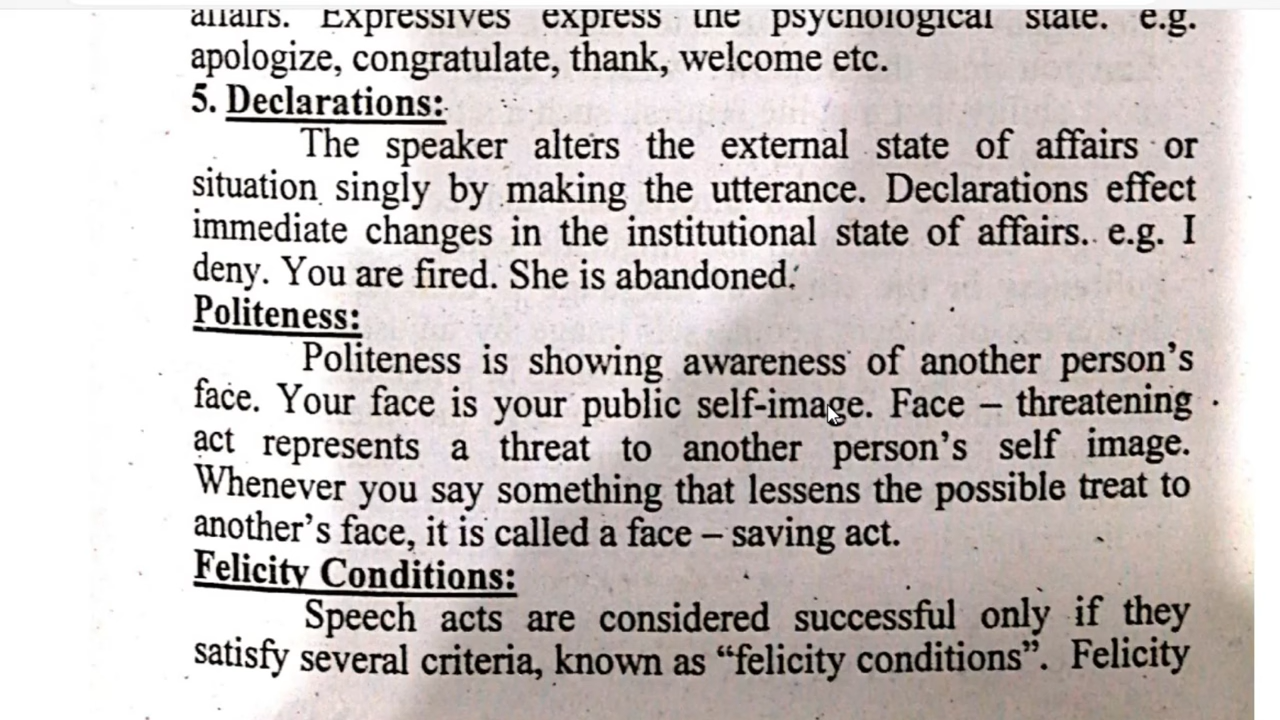 affairs. Expressives express the psychological state. e.g.
apologize, congratulate, thank, welcome etc.
5. Declarations:
The speaker alters the external state of affairs or
situation singly by making the utterance. Declarations effect
immediate changes in the institutional state of affairs. e.g. I
deny. You are fired. She is abandoned.
Politeness:
Politeness is showing awareness of another person's
face. Your face is your public self-image. Face – threatening
act represents a threat to another person's self image.
Whenever you say something that lessens the possible treat to
another's face, it is called a face – saving act.
Felicity Conditions:
Speech acts are considered successful only if they
satisfy several criteria, known as “felicity conditions”. Felicity